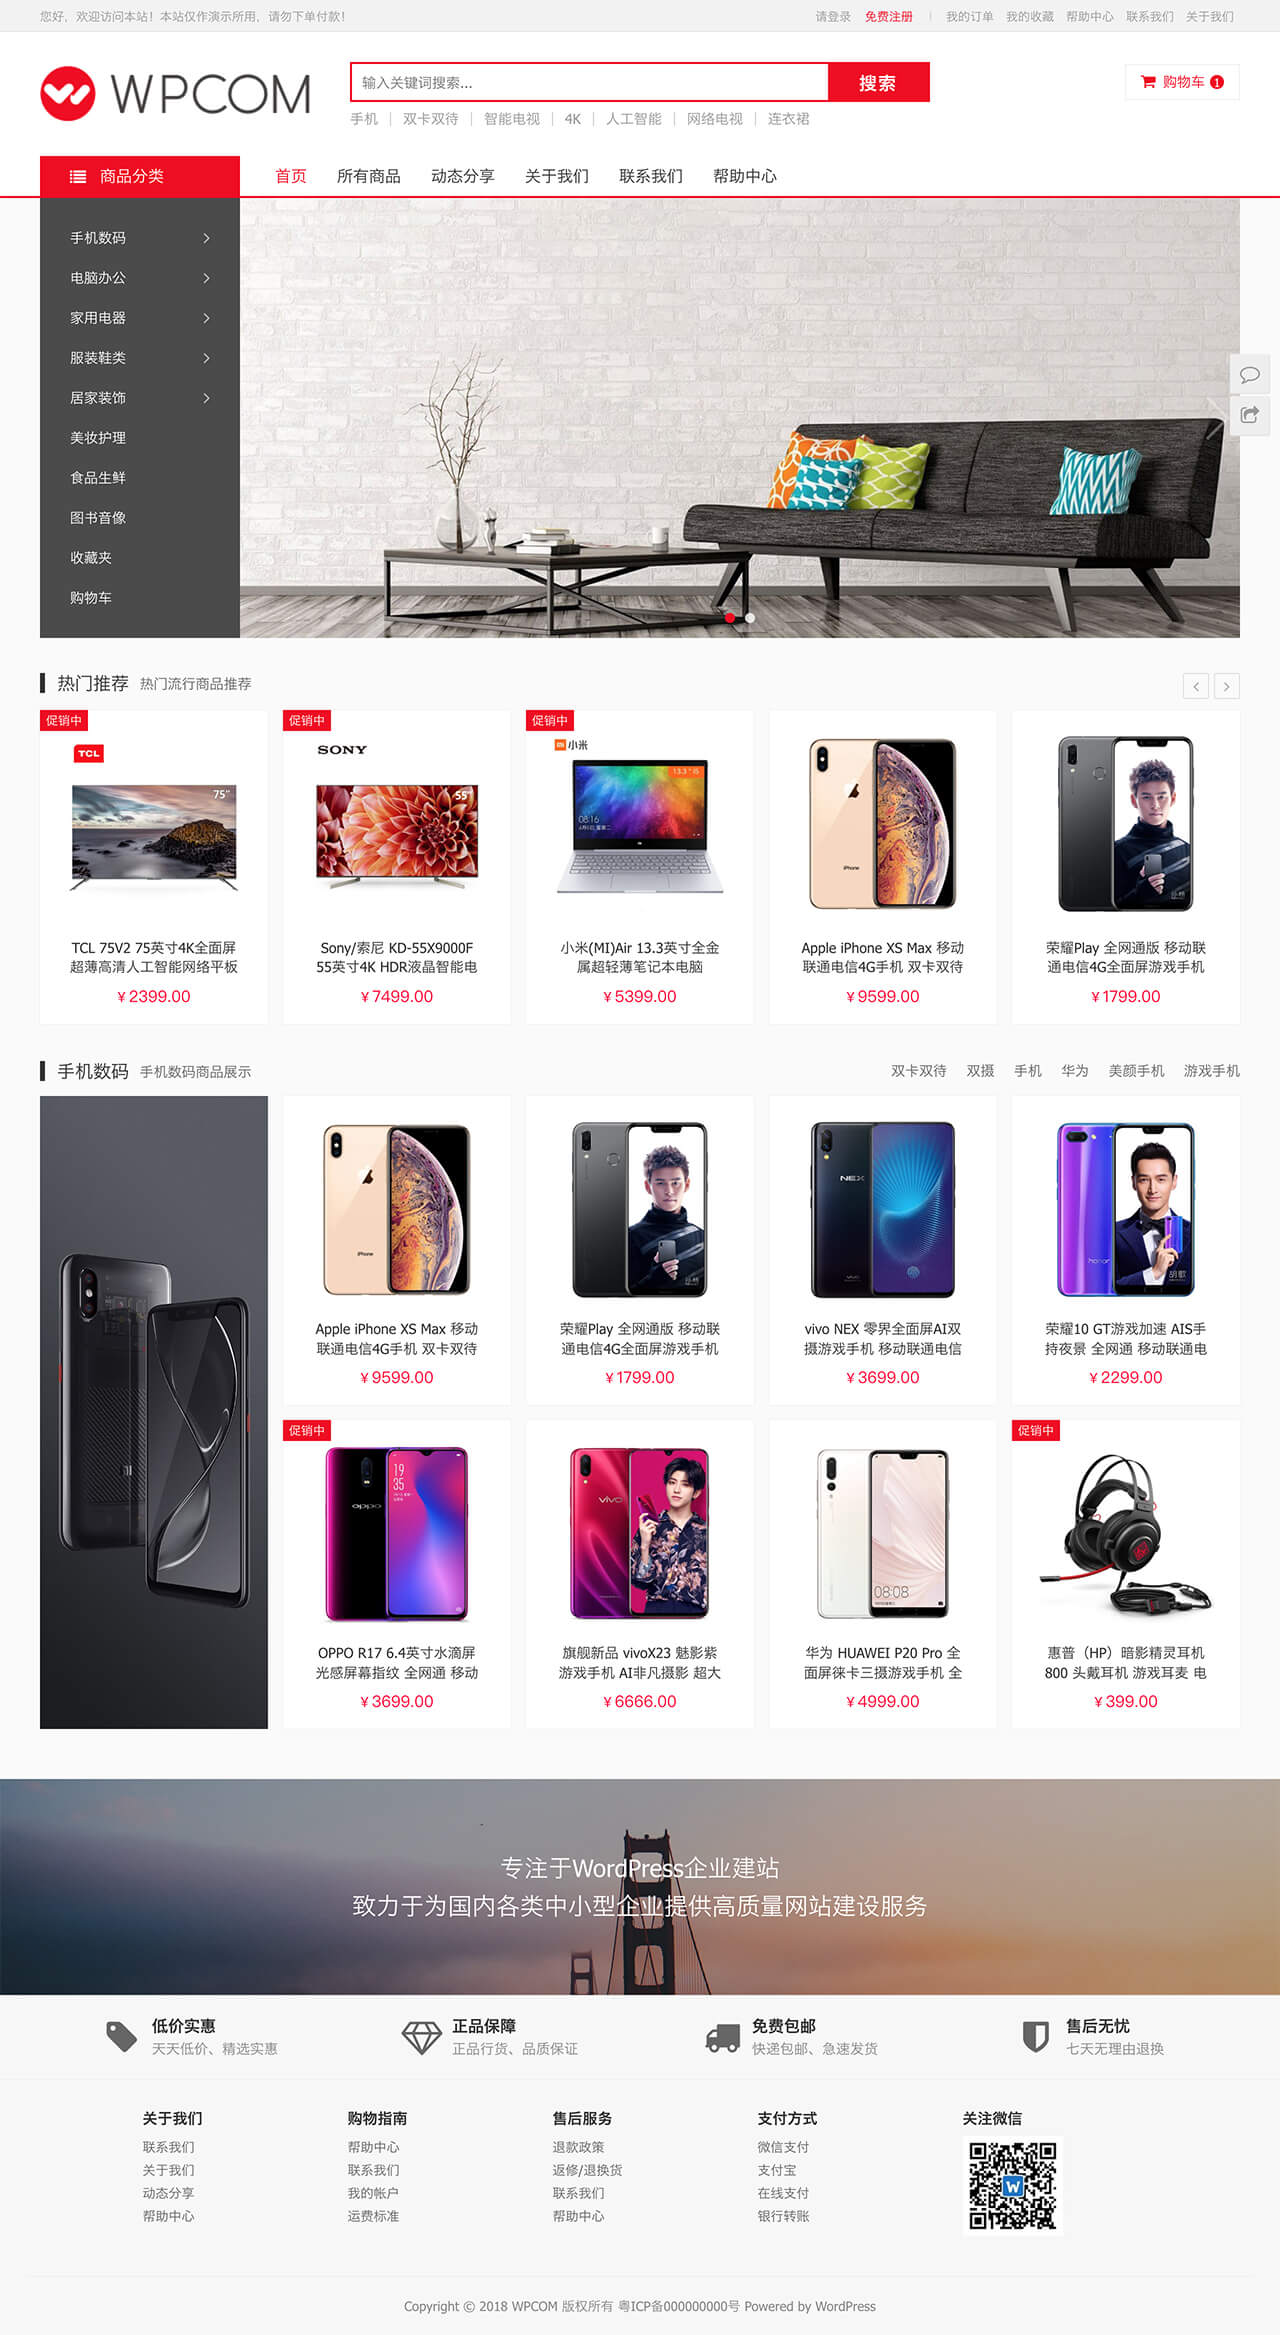 您好，欢迎访问本站！本站仅作演示所用，请勿下单付款！
请登录 免费注册 | 我的订单 我的收藏 帮助中心 联系我们 关于我们
WPCOM
输入关键词搜索...
搜索
购物车 1
手机 | 双卡双待 | 智能电视 | 4K | 人工智能 | 网络电视 | 连衣裙
商品分类
首页 所有商品 动态分享 关于我们 联系我们 帮助中心
手机数码
电脑办公
家用电器
服装鞋类
居家装饰
美妆护理
食品生鲜
图书音像
收藏夹
购物车
热门推荐 热门流行商品推荐
促销中
TCL
75"
TCL 75V2 75英寸4K全面屏
超薄高清人工智能网络平板
￥2399.00
促销中
SONY
55"
Sony/索尼 KD-55X9000F
55英寸4K HDR液晶智能电
￥7499.00
促销中
小米
13.3" i5
08:16
小米(MI)Air 13.3英寸全金
属超轻薄笔记本电脑
￥5399.00
iPhone
Apple iPhone XS Max 移动
联通电信4G手机 双卡双待
￥9599.00
荣耀Play 全网通版 移动联
通电信4G全面屏游戏手机
￥1799.00
手机数码 手机数码商品展示
双卡双待 双摄 手机 华为 美颜手机 游戏手机
iPhone
Apple iPhone XS Max 移动
联通电信4G手机 双卡双待
￥9599.00
荣耀Play 全网通版 移动联
通电信4G全面屏游戏手机
￥1799.00
NEX
vivo
vivo NEX 零界全面屏AI双
摄游戏手机 移动联通电信
￥3699.00
honor
胡歌
荣耀10 GT游戏加速 AIS手
持夜景 全网通 移动联通电
￥2299.00
促销中
19
35
oppo
OPPO R17 6.4英寸水滴屏
光感屏幕指纹 全网通 移动
￥3699.00
vivo
旗舰新品 vivoX23 魅影紫
游戏手机 AI非凡摄影 超大
￥6666.00
08:08
华为 HUAWEI P20 Pro 全
面屏徕卡三摄游戏手机 全
￥4999.00
促销中
惠普（HP）暗影精灵耳机
800 头戴耳机 游戏耳麦 电
￥399.00
专注于WordPress企业建站
致力于为国内各类中小型企业提供高质量网站建设服务
低价实惠
天天低价、精选实惠
正品保障
正品行货、品质保证
免费包邮
快递包邮、急速发货
售后无忧
七天无理由退换
关于我们
联系我们
关于我们
动态分享
帮助中心
购物指南
帮助中心
联系我们
我的帐户
运费标准
售后服务
退款政策
返修/退换货
联系我们
帮助中心
支付方式
微信支付
支付宝
在线支付
银行转账
关注微信
W
Copyright © 2018 WPCOM 版权所有 粤ICP备000000000号 Powered by WordPress